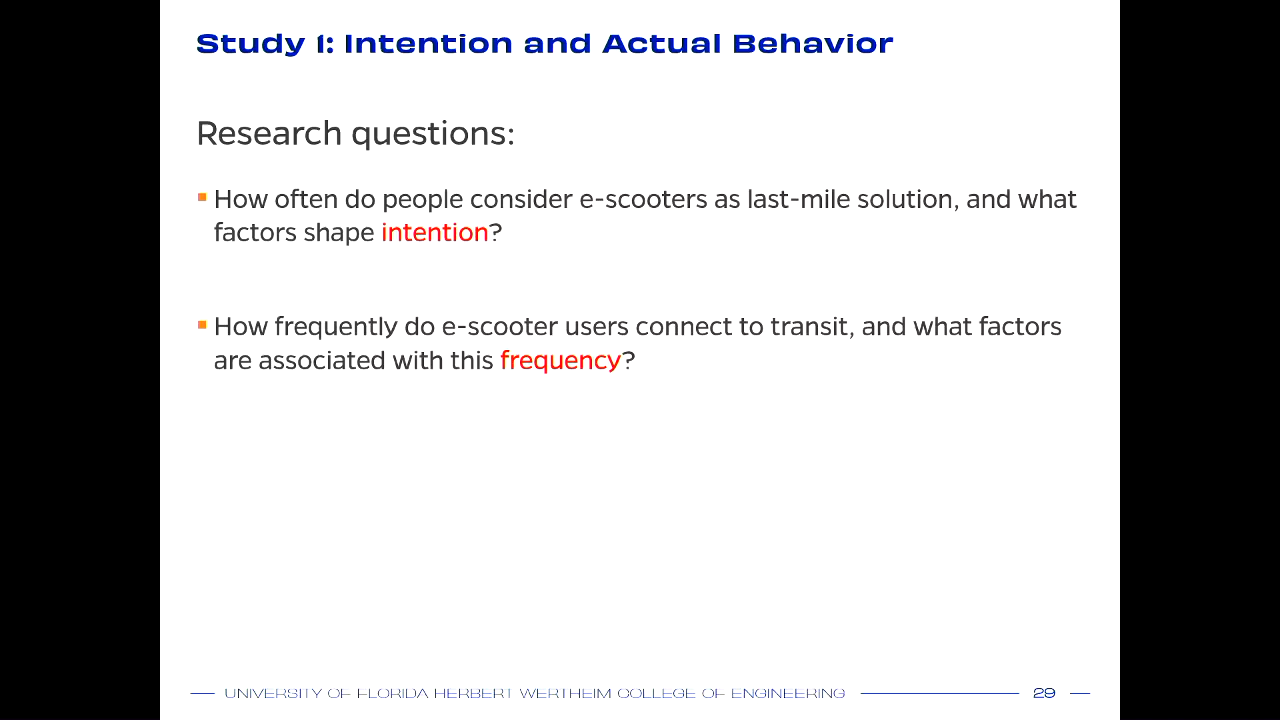 Study 1: Intention and Actual Behavior
Research questions:
How often do people consider e-scooters as last-mile solution, and what
factors shape intention?
How frequently do e-scooter users connect to transit, and what factors
are associated with this frequency?
UNIVERSITY OF FLORIDA HERBERT WERTHEIM COLLEGE OF ENGINEERING 29